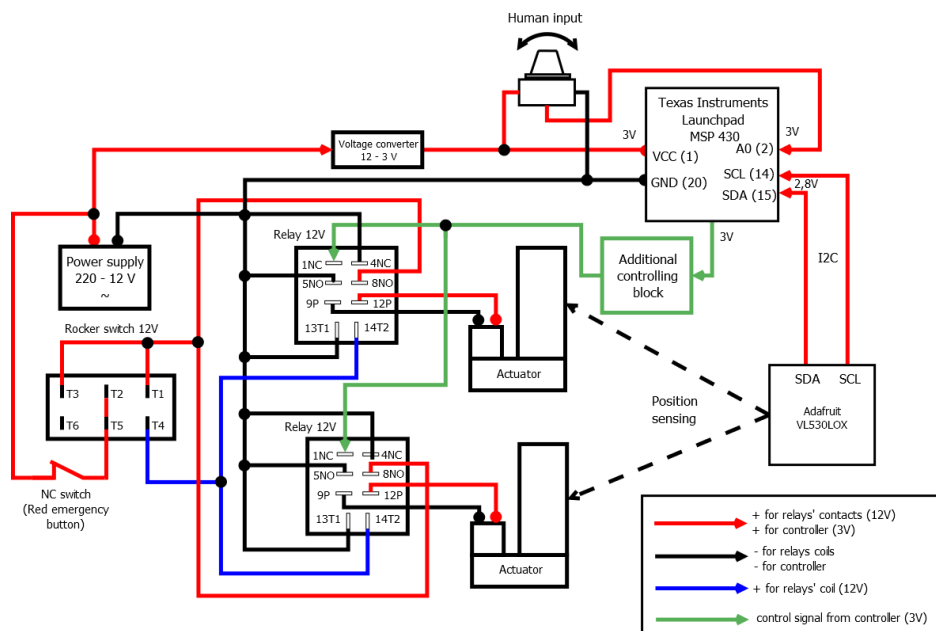 Human input
Texas Instruments
Launchpad
MSP 430
3V
3V
VCC (1)
A0 (2)
GND (20)
SCL (14)
SDA (15)
2,8V
3V
I2C
Voltage converter
12 - 3 V
Power supply
220 - 12 V
~
Relay 12V
1NC
4NC
5NO
8NO
9P
12P
13T1
14T2
Additional
controlling
block
Actuator
Rocker switch 12V
T3
T2
T1
T6
T5
T4
NC switch
(Red emergency
button)
Relay 12V
1NC
4NC
5NO
8NO
9P
12P
13T1
14T2
Actuator
Position
sensing
SDA
SCL
Adafruit
VL530LOX
+ for relays' contacts (12V)
+ for controller (3V)
- for relays coils
- for controller
+ for relays' coil (12V)
control signal from controller (3V)